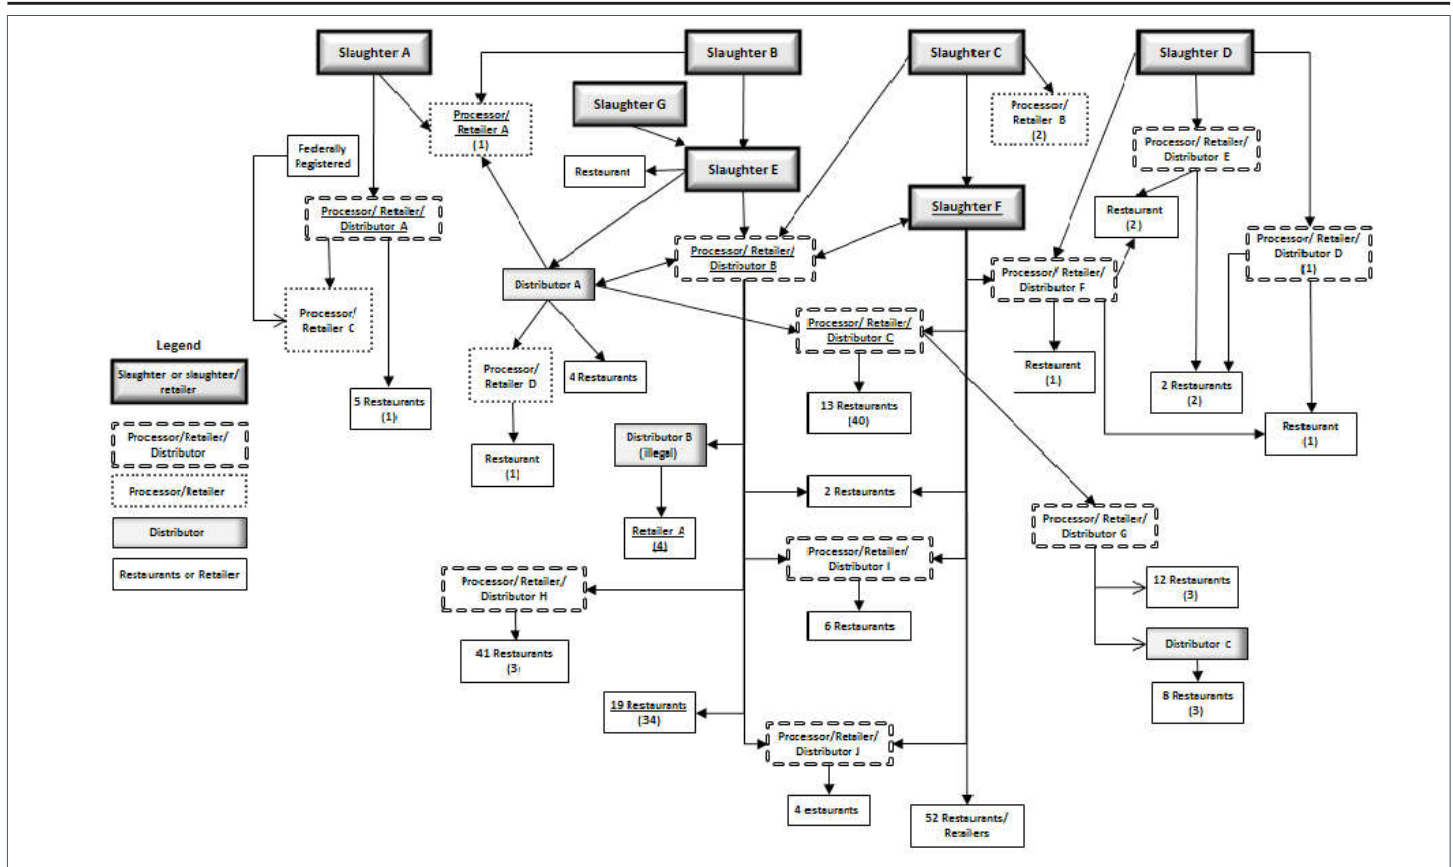 Slaughter A
Slaughter B
Slaughter C
Slaughter D
Slaughter G
Processor/
Retailer A
(1)
Processor/
Retailer B
(2)
Federally
Registered
Restaurant
Slaughter E
Processor/ Retailer/
Distributor E
Slaughter F
Processor/ Retailer/
Distributor A
Restaurant
(2)
Processor/ Retailer/
Distributor B
Processor/ Retailer/
Distributor D
(1)
Distributor A
Processor/ Retailer/
Distributor F
Processor/
Retailer C
Processor/ Retailer/
Distributor C
Legend
Slaughter or slaughter/
retailer
Processor/
Retailer D
4 Restaurants
Restaurant
(1)
2 Restaurants
(2)
5 Restaurants
(1)
13 Restaurants
(40)
Processor/Retailer/
Distributor
Distributor B
(illegal)
Restaurant
(1)
Restaurant
(1)
Processor/Retailer
2 Restaurants
Distributor
Retailer A
(4)
Processor/ Retailer/
Distributor G
Processor/Retailer/
Distributor I
Restaurants or Retailer
Processor/ Retailer/
Distributor H
12 Restaurants
(3)
6 Restaurants
41 Restaurants
(3)
Distributor C
8 Restaurants
(3)
19 Restaurants
(34)
Processor/Retailer/
Distributor J
4 estaurants
52 Restaurants/
Retailers